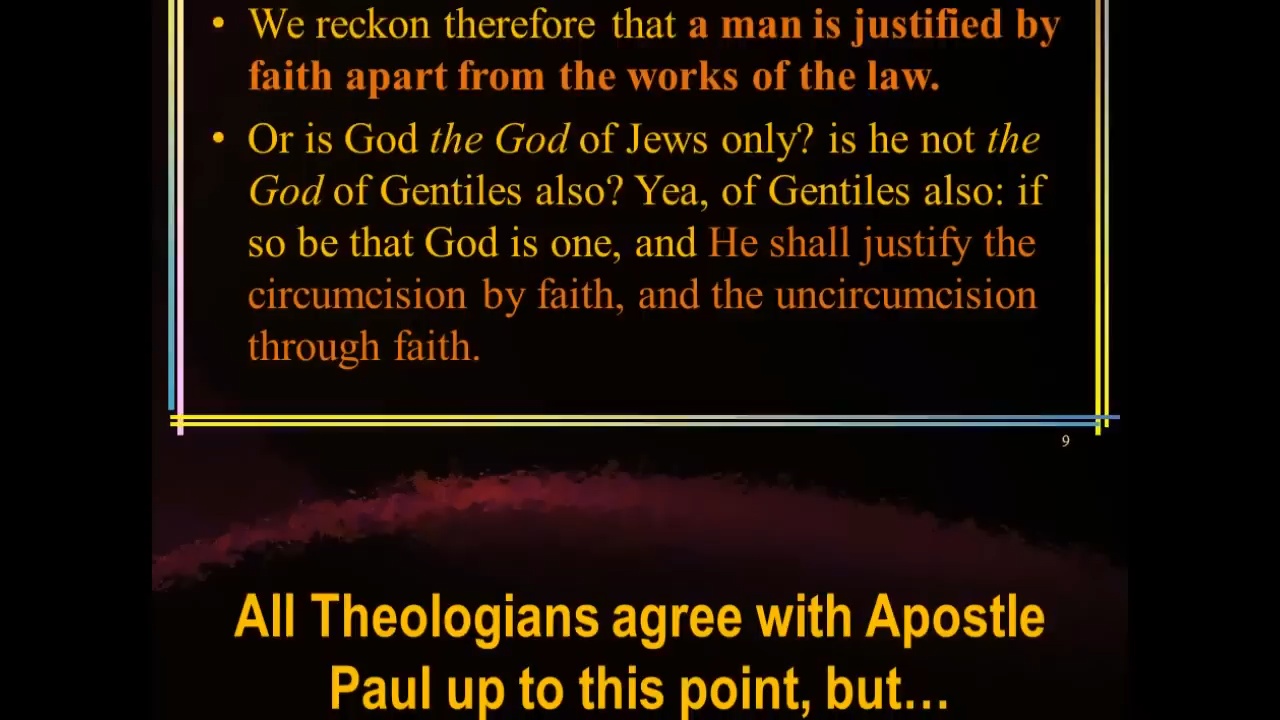 • We reckon therefore that a man is justified by
faith apart from the works of the law.
• Or is God the God of Jews only? is he not the
God of Gentiles also? Yea, of Gentiles also: if
so be that God is one, and He shall justify the
circumcision by faith, and the uncircumcision
through faith.
9
All Theologians agree with Apostle
Paul up to this point, but…